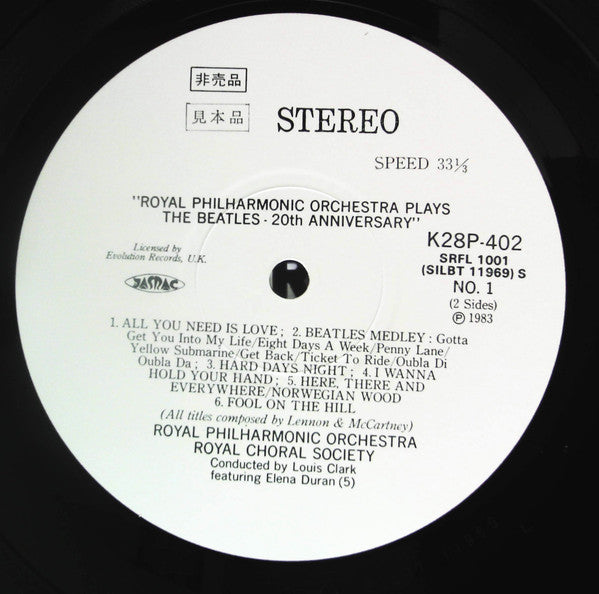 非売品
見本品
STEREO
SPEED 33⅓
"ROYAL PHILHARMONIC ORCHESTRA PLAYS
THE BEATLES · 20th ANNIVERSARY"
K28P-402
SRFL 1001
(SILBT 11969) S
NO. 1
(2 Sides)
Ⓟ 1983
Licensed by
Evolution Records, U.K.
JASRAC
1. ALL YOU NEED IS LOVE; 2. BEATLES MEDLEY: Gotta
Get You Into My Life/Eight Days A Week/Penny Lane/
Yellow Submarine/Get Back/Ticket To Ride/Oubla Di
Oubla Da; 3. HARD DAYS NIGHT; 4. I WANNA
HOLD YOUR HAND; 5. HERE, THERE AND
EVERYWHERE/NORWEGIAN WOOD
6. FOOL ON THE HILL
(All titles composed by Lennon & McCartney)
ROYAL PHILHARMONIC ORCHESTRA
ROYAL CHORAL SOCIETY
Conducted by Louis Clark
featuring Elena Duran (5)